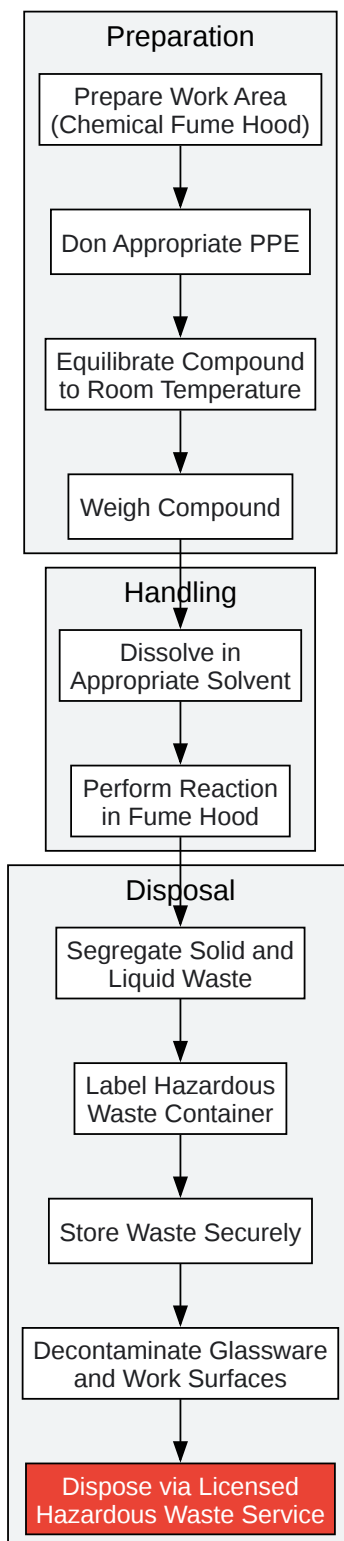 Preparation
Prepare Work Area
(Chemical Fume Hood)
Don Appropriate PPE
Equilibrate Compound
to Room Temperature
Weigh Compound
Handling
Dissolve in
Appropriate Solvent
Perform Reaction
in Fume Hood
Disposal
Segregate Solid and
Liquid Waste
Label Hazardous
Waste Container
Store Waste Securely
Decontaminate Glassware
and Work Surfaces
Dispose via Licensed
Hazardous Waste Service